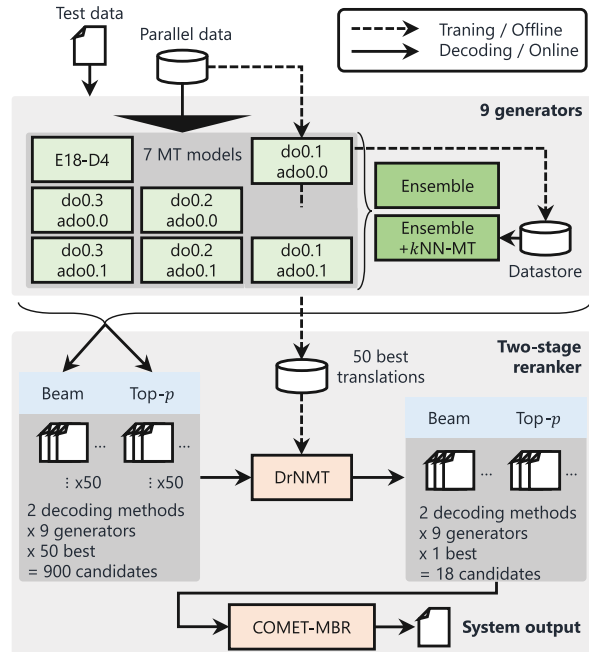 Test data
Parallel data
Traning / Offline
Decoding / Online
9 generators
E18-D4
7 MT models
do0.1
ado0.0
do0.3
ado0.0
do0.2
ado0.0
do0.3
ado0.1
do0.2
ado0.1
do0.1
ado0.1
Ensemble
Ensemble
+kNN-MT
Datastore
Two-stage
reranker
50 best
translations
Beam Top-p
... ...
⋮ x50 ⋮ x50
2 decoding methods
x 9 generators
x 50 best
= 900 candidates
DrNMT
Beam Top-p
... ...
2 decoding methods
x 9 generators
x 1 best
= 18 candidates
COMET-MBR
System output